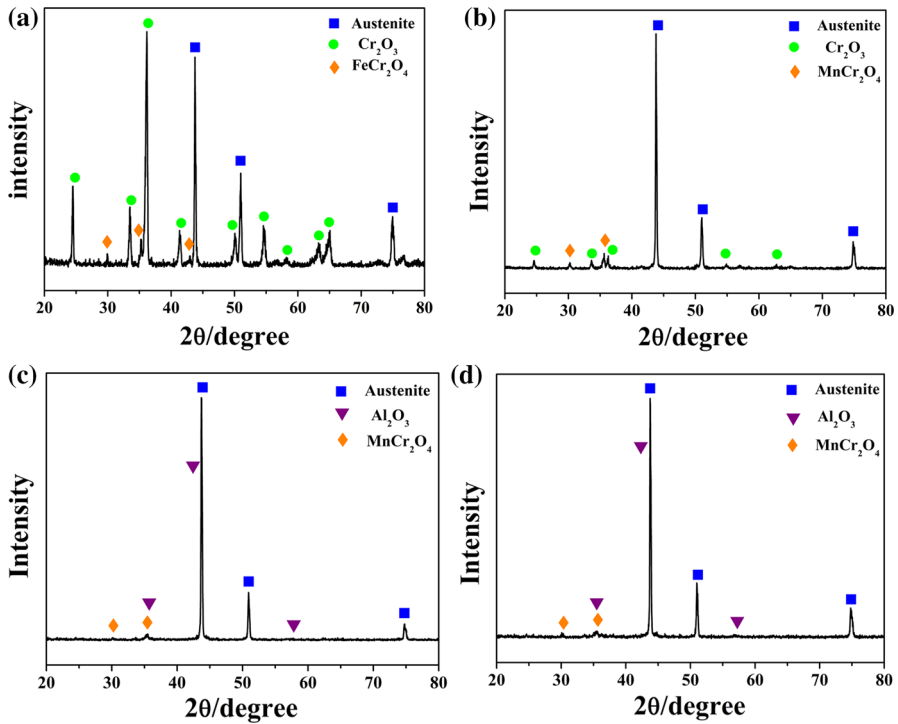 (a)
Austenite
Cr₂O₃
FeCr₂O₄
intensity
20 30 40 50 60 70 80
2θ/degree
(b)
Austenite
Cr₂O₃
MnCr₂O₄
Intensity
20 30 40 50 60 70 80
2θ/degree
(c)
Austenite
Al₂O₃
MnCr₂O₄
Intensity
20 30 40 50 60 70 80
2θ/degree
(d)
Austenite
Al₂O₃
MnCr₂O₄
Intensity
20 30 40 50 60 70 80
2θ/degree